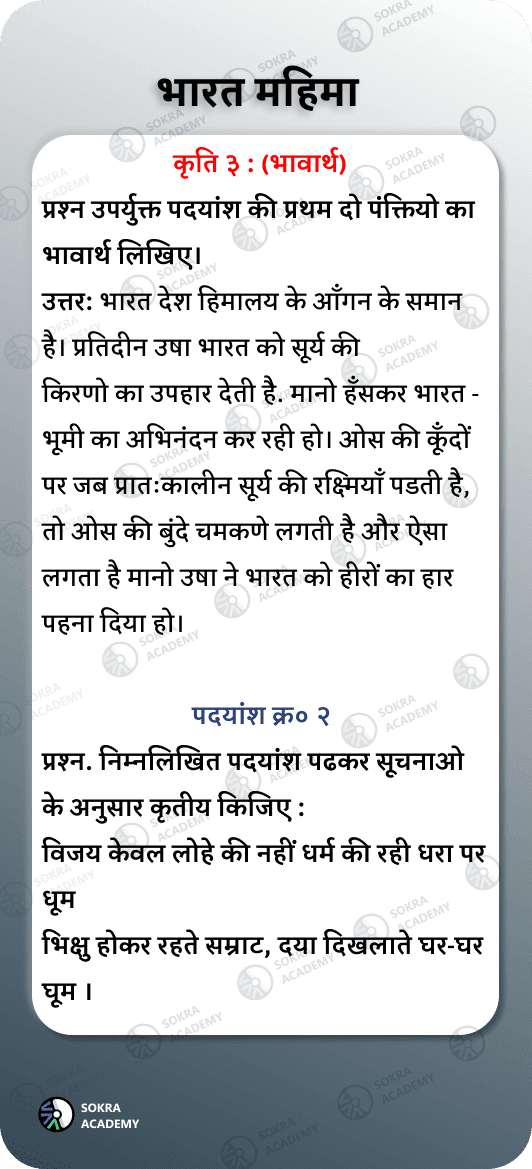 भारत महिमा
कृति ३ : (भावार्थ)
प्रश्न उपर्युक्त पदयांश की प्रथम दो पंक्तियो का
भावार्थ लिखिए।
उत्तर: भारत देश हिमालय के आँगन के समान
है। प्रतिदीन उषा भारत को सूर्य की
किरणो का उपहार देती है. मानो हँसकर भारत -
भूमी का अभिनंदन कर रही हो। ओस की कूँदों
पर जब प्रातःकालीन सूर्य की रक्ष्मियाँ पडती है,
तो ओस की बुंदे चमकणे लगती है और ऐसा
लगता है मानो उषा ने भारत को हीरों का हार
पहना दिया हो।
पदयांश क्र० २
प्रश्न. निम्नलिखित पदयांश पढकर सूचनाओ
के अनुसार कृतीय किजिए :
विजय केवल लोहे की नहीं धर्म की रही धरा पर
धूम
भिक्षु होकर रहते सम्राट, दया दिखलाते घर-घर
घूम ।
SOKRA
ACADEMY